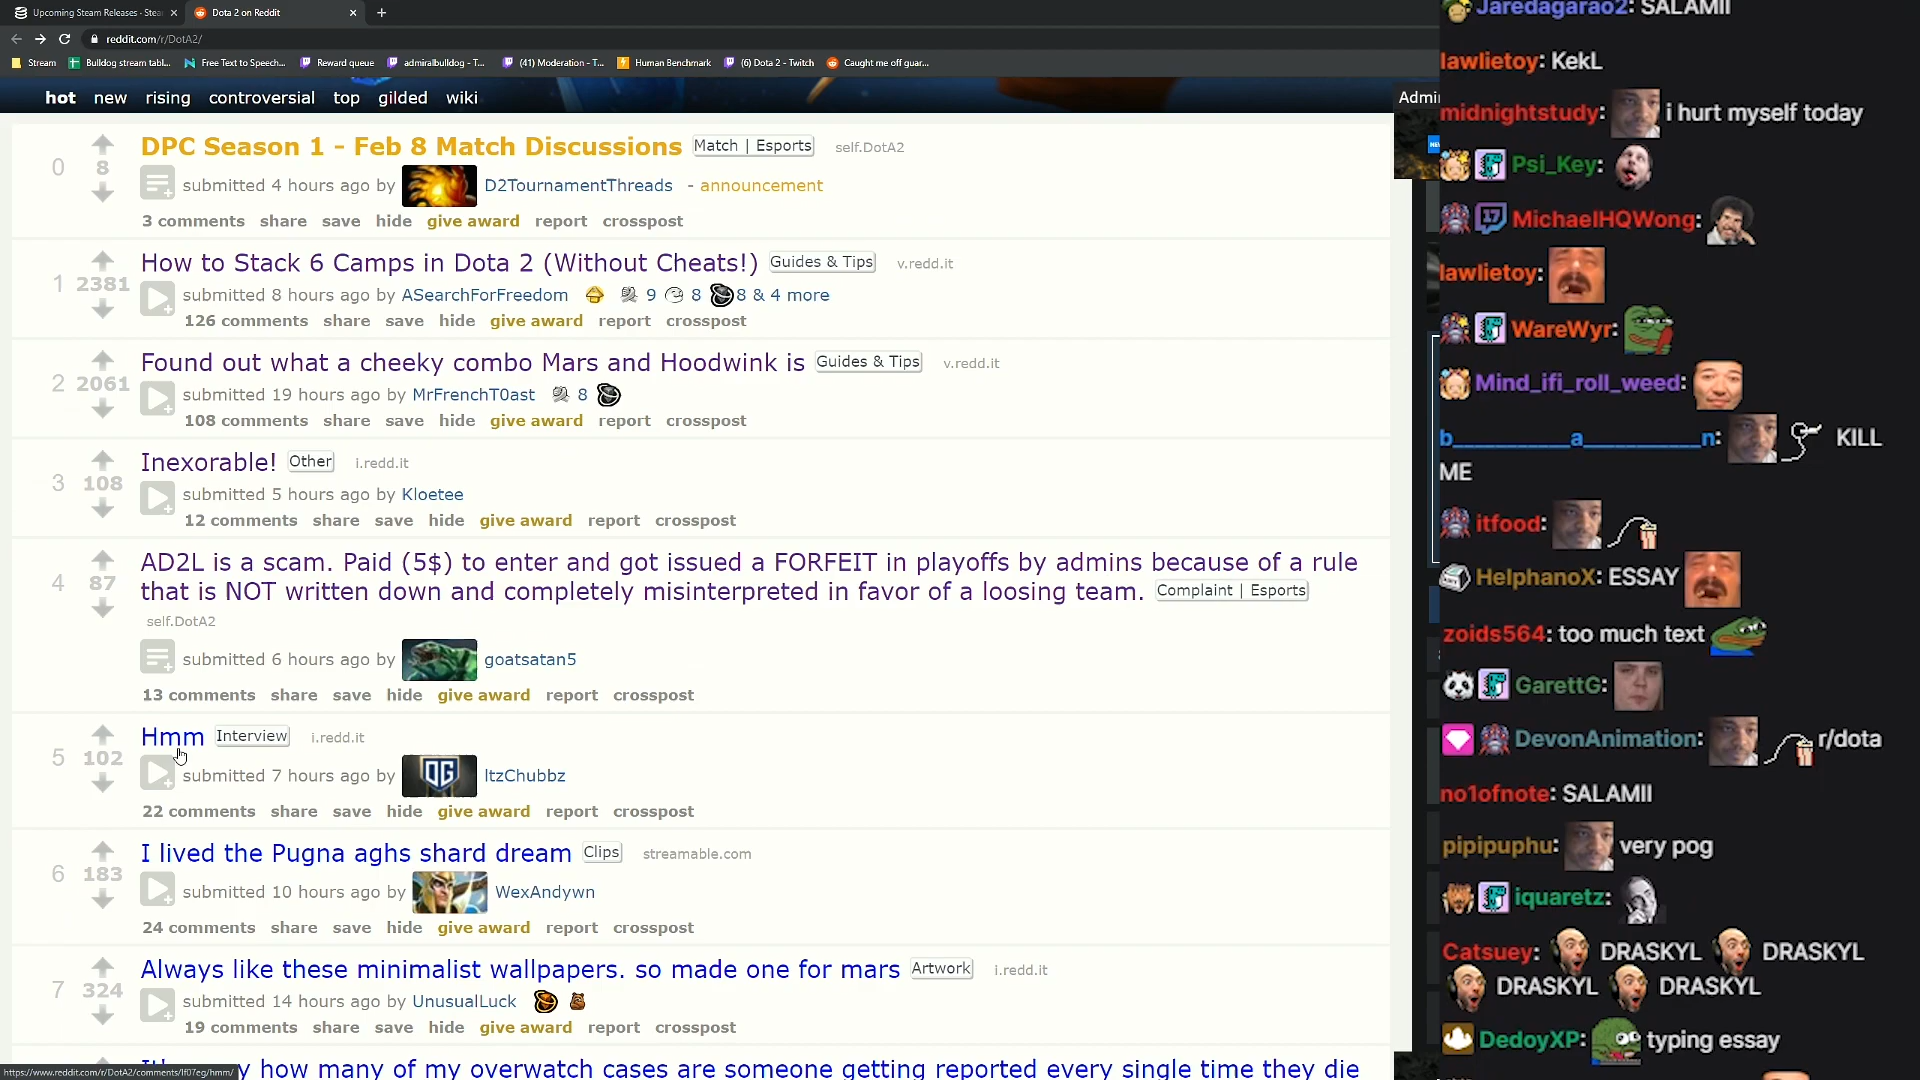 Upcoming Steam Releases - Stea
Dota 2 on Reddit
reddit.com/r/DotA2/
Stream
Bulldog stream tabl...
Free Text to Speech...
Reward queue
admiralbulldog - T...
(41) Moderation - T...
Human Benchmark
(6) Dota 2 - Twitch
Caught me off guar...
hot new rising controversial top gilded wiki
0
8
DPC Season 1 - Feb 8 Match Discussions Match | Esports self.DotA2
submitted 4 hours ago by D2TournamentThreads - announcement
3 comments share save hide give award report crosspost
1
2381
How to Stack 6 Camps in Dota 2 (Without Cheats!) Guides & Tips v.redd.it
submitted 8 hours ago by ASearchForFreedom 9 8 8 & 4 more
126 comments share save hide give award report crosspost
2
2061
Found out what a cheeky combo Mars and Hoodwink is Guides & Tips v.redd.it
submitted 19 hours ago by MrFrenchT0ast 8
108 comments share save hide give award report crosspost
3
108
Inexorable! Other i.redd.it
submitted 5 hours ago by Kloetee
12 comments share save hide give award report crosspost
4
87
AD2L is a scam. Paid (5$) to enter and got issued a FORFEIT in playoffs by admins because of a rule
that is NOT written down and completely misinterpreted in favor of a loosing team. Complaint | Esports
self.DotA2
submitted 6 hours ago by goatsatan5
13 comments share save hide give award report crosspost
5
102
Hmm Interview i.redd.it
submitted 7 hours ago by OG ltzChubbz
22 comments share save hide give award report crosspost
6
183
I lived the Pugna aghs shard dream Clips streamable.com
submitted 10 hours ago by WexAndywn
24 comments share save hide give award report crosspost
7
324
Always like these minimalist wallpapers. so made one for mars Artwork i.redd.it
submitted 14 hours ago by UnusualLuck
19 comments share save hide give award report crosspost
y how many of my overwatch cases are someone getting reported every single time they die
https://www.reddit.com/r/DotA2/comments/lf07eg/hmm/
Admi
Jaredagarao2: SALAMII
lawlietoy: KekL
midnightstudy: i hurt myself today
Psi_Key:
MichaelHQWong:
lawlietoy:
WareWyr:
Mind_ifi_roll_weed:
b__________a__________n: KILL
ME
itfood:
HelphanoX: ESSAY
zoids564: too much text
GarettG:
DevonAnimation: r/dota
no1ofnote: SALAMII
pipipuphu: very pog
iquaretz:
Catsuey: DRASKYL DRASKYL
DRASKYL DRASKYL
DedoyXP: typing essay